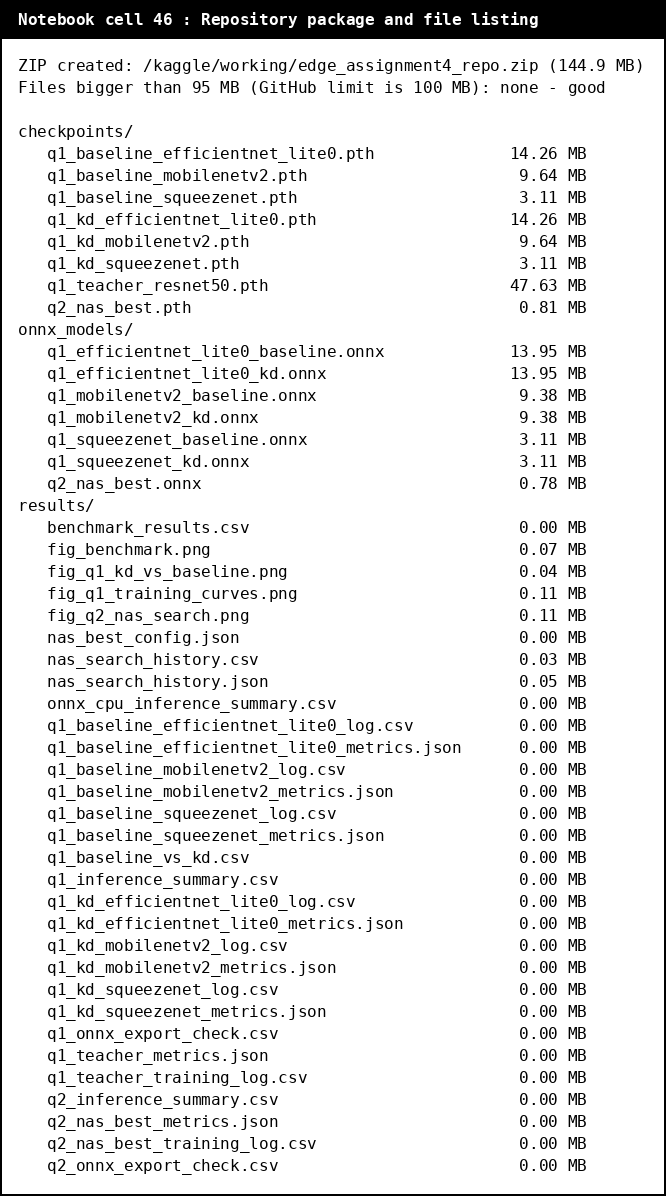 Notebook cell 46 : Repository package and file listing
ZIP created: /kaggle/working/edge_assignment4_repo.zip (144.9 MB)
Files bigger than 95 MB (GitHub limit is 100 MB): none - good
checkpoints/
q1_baseline_efficientnet_lite0.pth 14.26 MB
q1_baseline_mobilenetv2.pth 9.64 MB
q1_baseline_squeezenet.pth 3.11 MB
q1_kd_efficientnet_lite0.pth 14.26 MB
q1_kd_mobilenetv2.pth 9.64 MB
q1_kd_squeezenet.pth 3.11 MB
q1_teacher_resnet50.pth 47.63 MB
q2_nas_best.pth 0.81 MB
onnx_models/
q1_efficientnet_lite0_baseline.onnx 13.95 MB
q1_efficientnet_lite0_kd.onnx 13.95 MB
q1_mobilenetv2_baseline.onnx 9.38 MB
q1_mobilenetv2_kd.onnx 9.38 MB
q1_squeezenet_baseline.onnx 3.11 MB
q1_squeezenet_kd.onnx 3.11 MB
q2_nas_best.onnx 0.78 MB
results/
benchmark_results.csv 0.00 MB
fig_benchmark.png 0.07 MB
fig_q1_kd_vs_baseline.png 0.04 MB
fig_q1_training_curves.png 0.11 MB
fig_q2_nas_search.png 0.11 MB
nas_best_config.json 0.00 MB
nas_search_history.csv 0.03 MB
nas_search_history.json 0.05 MB
onnx_cpu_inference_summary.csv 0.00 MB
q1_baseline_efficientnet_lite0_log.csv 0.00 MB
q1_baseline_efficientnet_lite0_metrics.json 0.00 MB
q1_baseline_mobilenetv2_log.csv 0.00 MB
q1_baseline_mobilenetv2_metrics.json 0.00 MB
q1_baseline_squeezenet_log.csv 0.00 MB
q1_baseline_squeezenet_metrics.json 0.00 MB
q1_baseline_vs_kd.csv 0.00 MB
q1_inference_summary.csv 0.00 MB
q1_kd_efficientnet_lite0_log.csv 0.00 MB
q1_kd_efficientnet_lite0_metrics.json 0.00 MB
q1_kd_mobilenetv2_log.csv 0.00 MB
q1_kd_mobilenetv2_metrics.json 0.00 MB
q1_kd_squeezenet_log.csv 0.00 MB
q1_kd_squeezenet_metrics.json 0.00 MB
q1_onnx_export_check.csv 0.00 MB
q1_teacher_metrics.json 0.00 MB
q1_teacher_training_log.csv 0.00 MB
q2_inference_summary.csv 0.00 MB
q2_nas_best_metrics.json 0.00 MB
q2_nas_best_training_log.csv 0.00 MB
q2_onnx_export_check.csv 0.00 MB